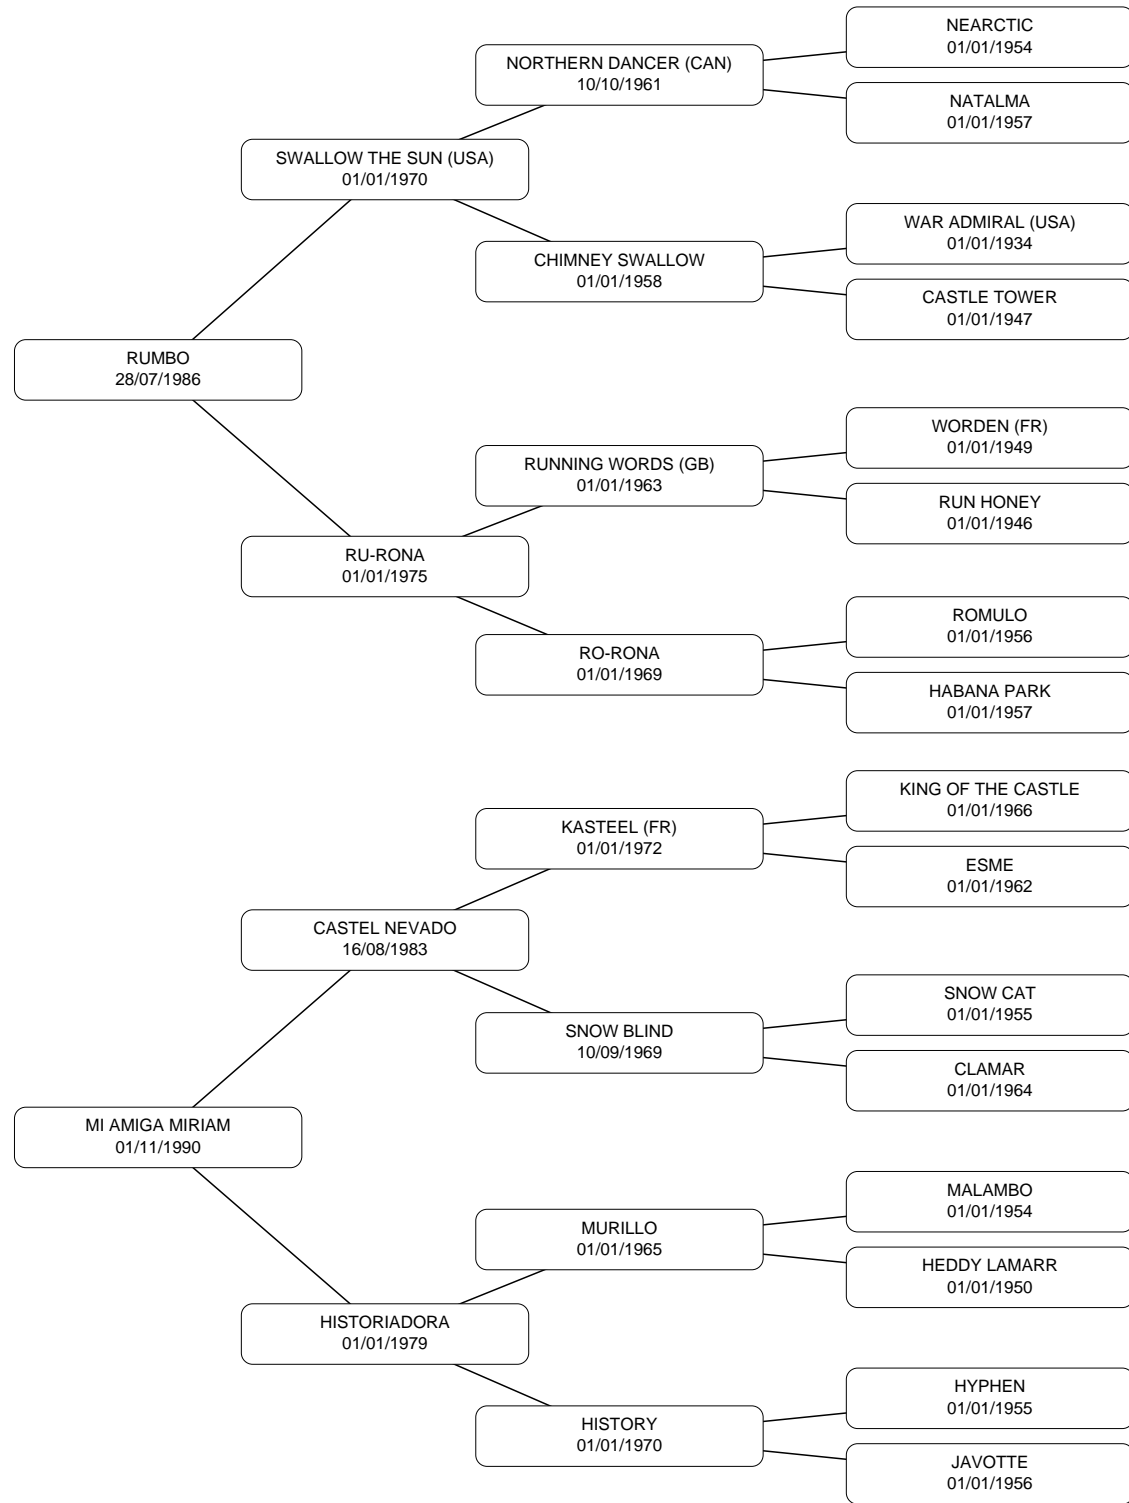 NEARCTIC
01/01/1954
NORTHERN DANCER (CAN)
10/10/1961
NATALMA
01/01/1957
SWALLOW THE SUN (USA)
01/01/1970
WAR ADMIRAL (USA)
01/01/1934
CHIMNEY SWALLOW
01/01/1958
CASTLE TOWER
01/01/1947
RUMBO
28/07/1986
WORDEN (FR)
01/01/1949
RUNNING WORDS (GB)
01/01/1963
RUN HONEY
01/01/1946
RU-RONA
01/01/1975
ROMULO
01/01/1956
RO-RONA
01/01/1969
HABANA PARK
01/01/1957
KING OF THE CASTLE
01/01/1966
KASTEEL (FR)
01/01/1972
ESME
01/01/1962
CASTEL NEVADO
16/08/1983
SNOW CAT
01/01/1955
SNOW BLIND
10/09/1969
CLAMAR
01/01/1964
MI AMIGA MIRIAM
01/11/1990
MALAMBO
01/01/1954
MURILLO
01/01/1965
HEDDY LAMARR
01/01/1950
HISTORIADORA
01/01/1979
HYPHEN
01/01/1955
HISTORY
01/01/1970
JAVOTTE
01/01/1956